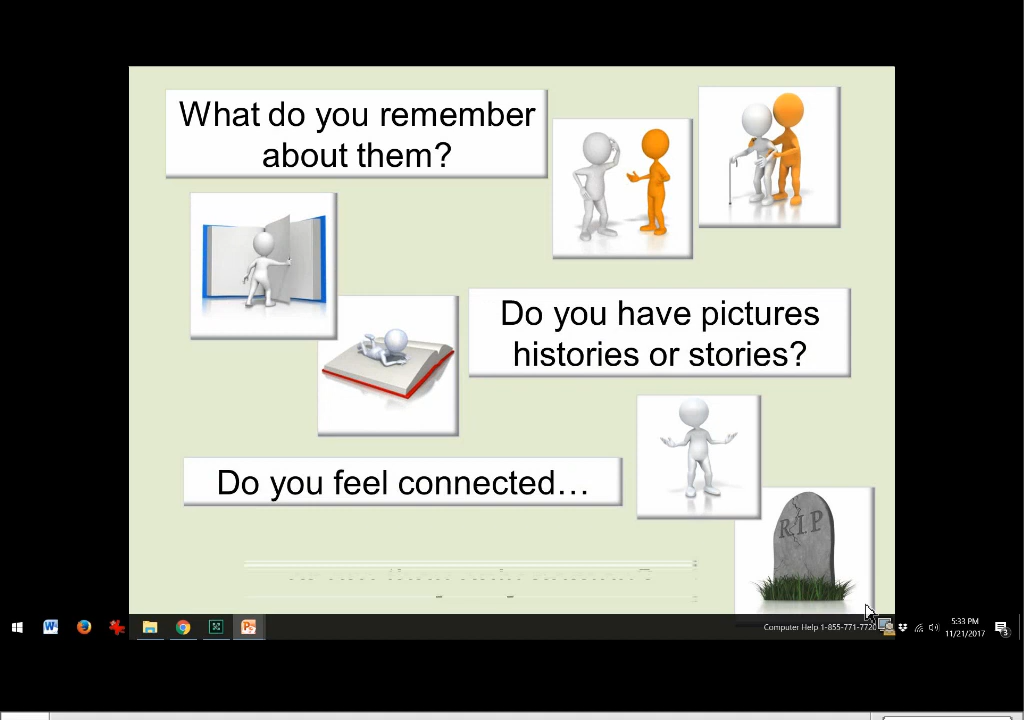 What do you remember
about them?
Do you have pictures
histories or stories?
Do you feel connected…
RIP
Computer Help 1-855-771-7720
5:33 PM
11/21/2017
3